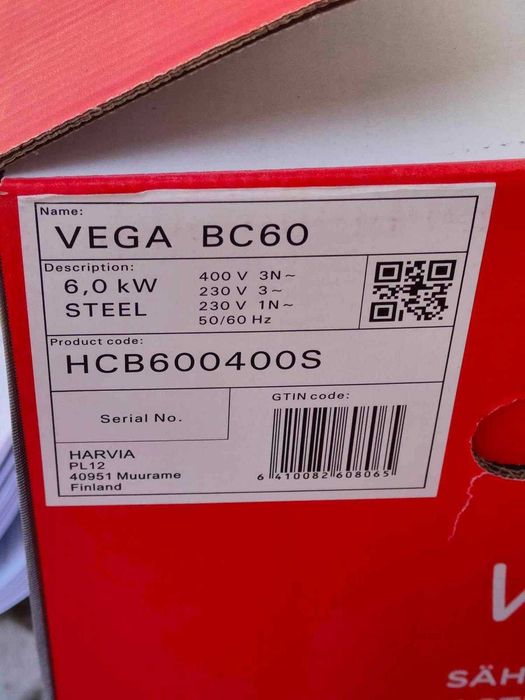 Name:
VEGA BC60
Description:
6,0 kW
STEEL
400 V 3N~
230 V 3~
230 V 1N~
50/60 Hz
Product code:
HCB600400S
Serial No.
GTIN code:
6 410082 608065
HARVIA
PL12
40951 Muurame
Finland
SÄH